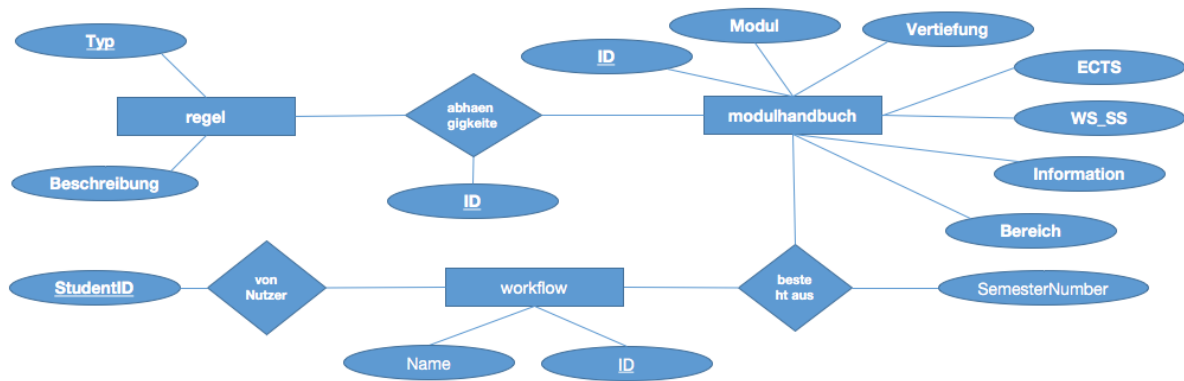 Typ
Modul
Vertiefung
ID
ECTS
regel
abhaen
gigkeite
modulhandbuch
WS_SS
Information
Beschreibung
ID
Bereich
StudentID
von
Nutzer
workflow
beste
ht aus
SemesterNumber
Name
ID